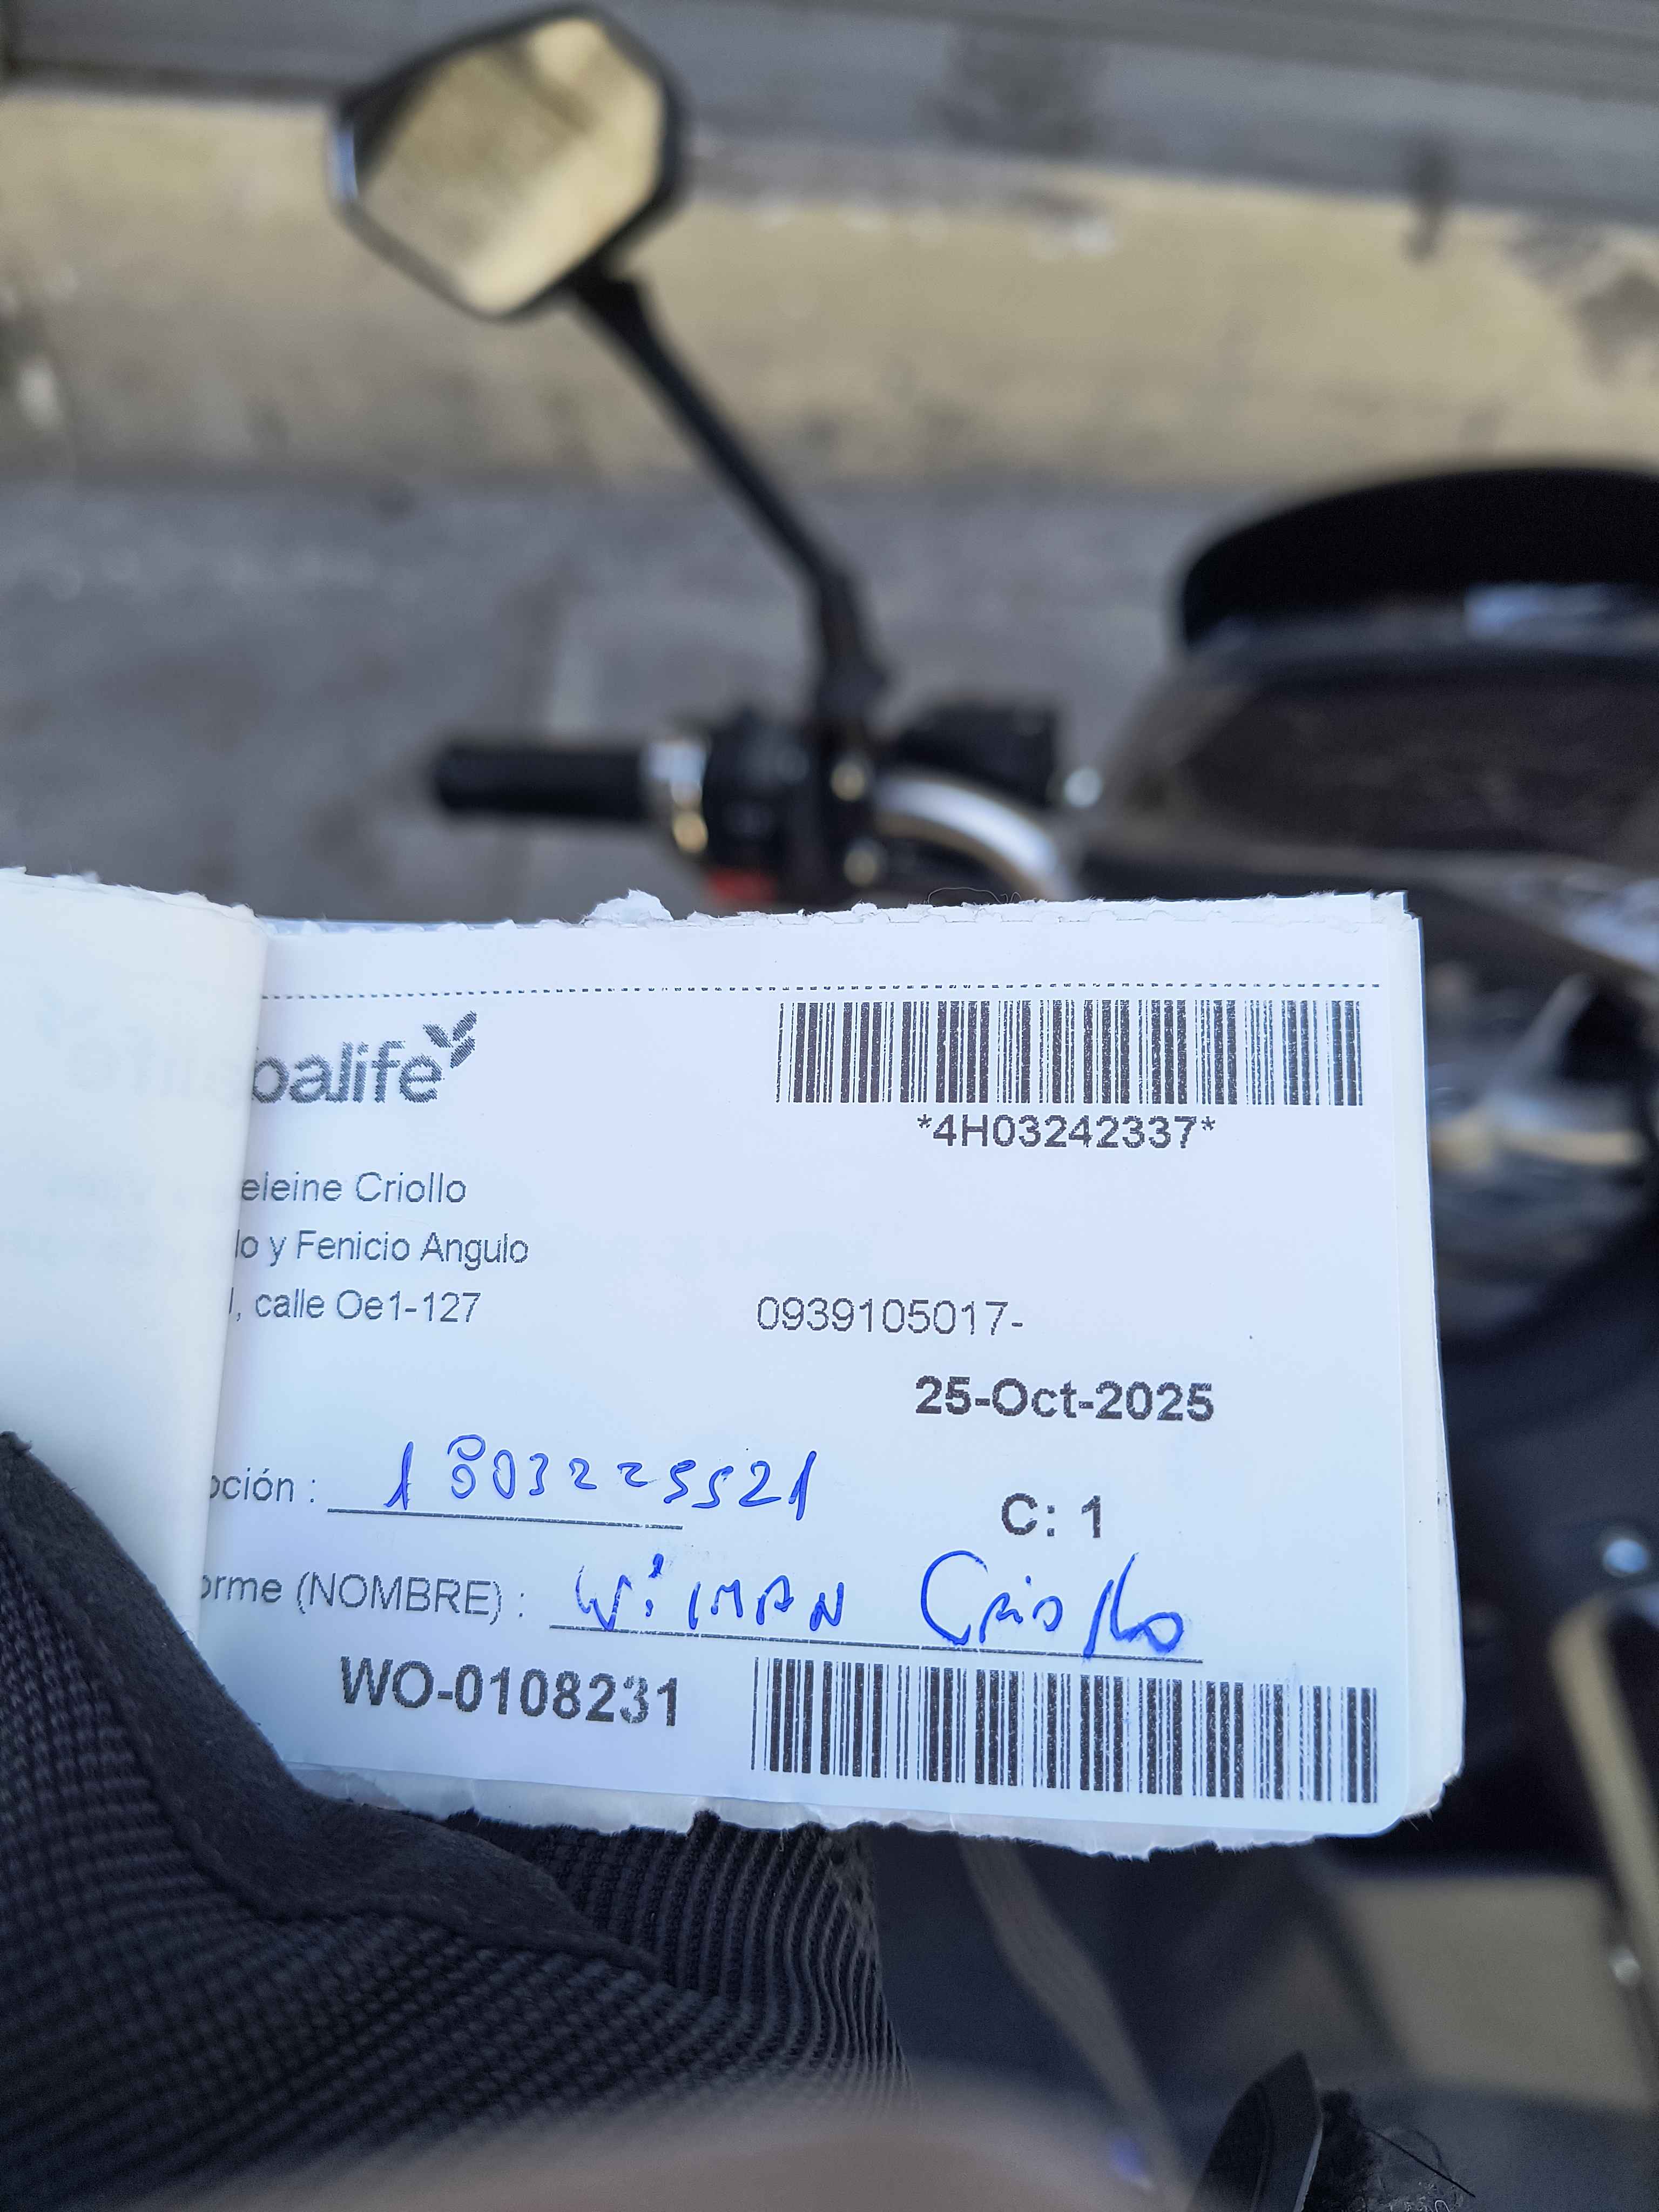 balife
*4H03242337*
eleine Criollo
lo y Fenicio Angulo
, calle Oe1-127
0939105017-
25-Oct-2025
pción : 1803225521
C: 1
orme (NOMBRE) : WilMAN Criollo
WO-0108231